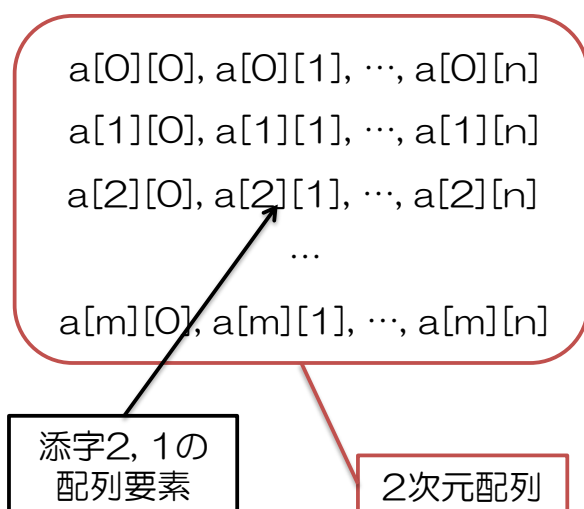 a[0][0], a[0][1], …, a[0][n]
a[1][0], a[1][1], …, a[1][n]
a[2][0], a[2][1], …, a[2][n]
…
a[m][0], a[m][1], …, a[m][n]
添字2, 1の
配列要素
2次元配列